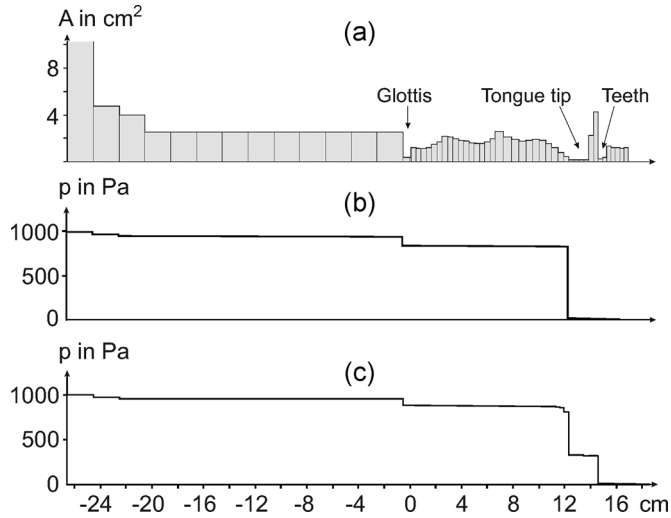 A in cm²
(a)
8
4
Glottis
Tongue tip
Teeth
p in Pa
(b)
1000
500
0
p in Pa
(c)
1000
500
0
-24 -20 -16 -12 -8 -4 0 4 8 12 16 cm